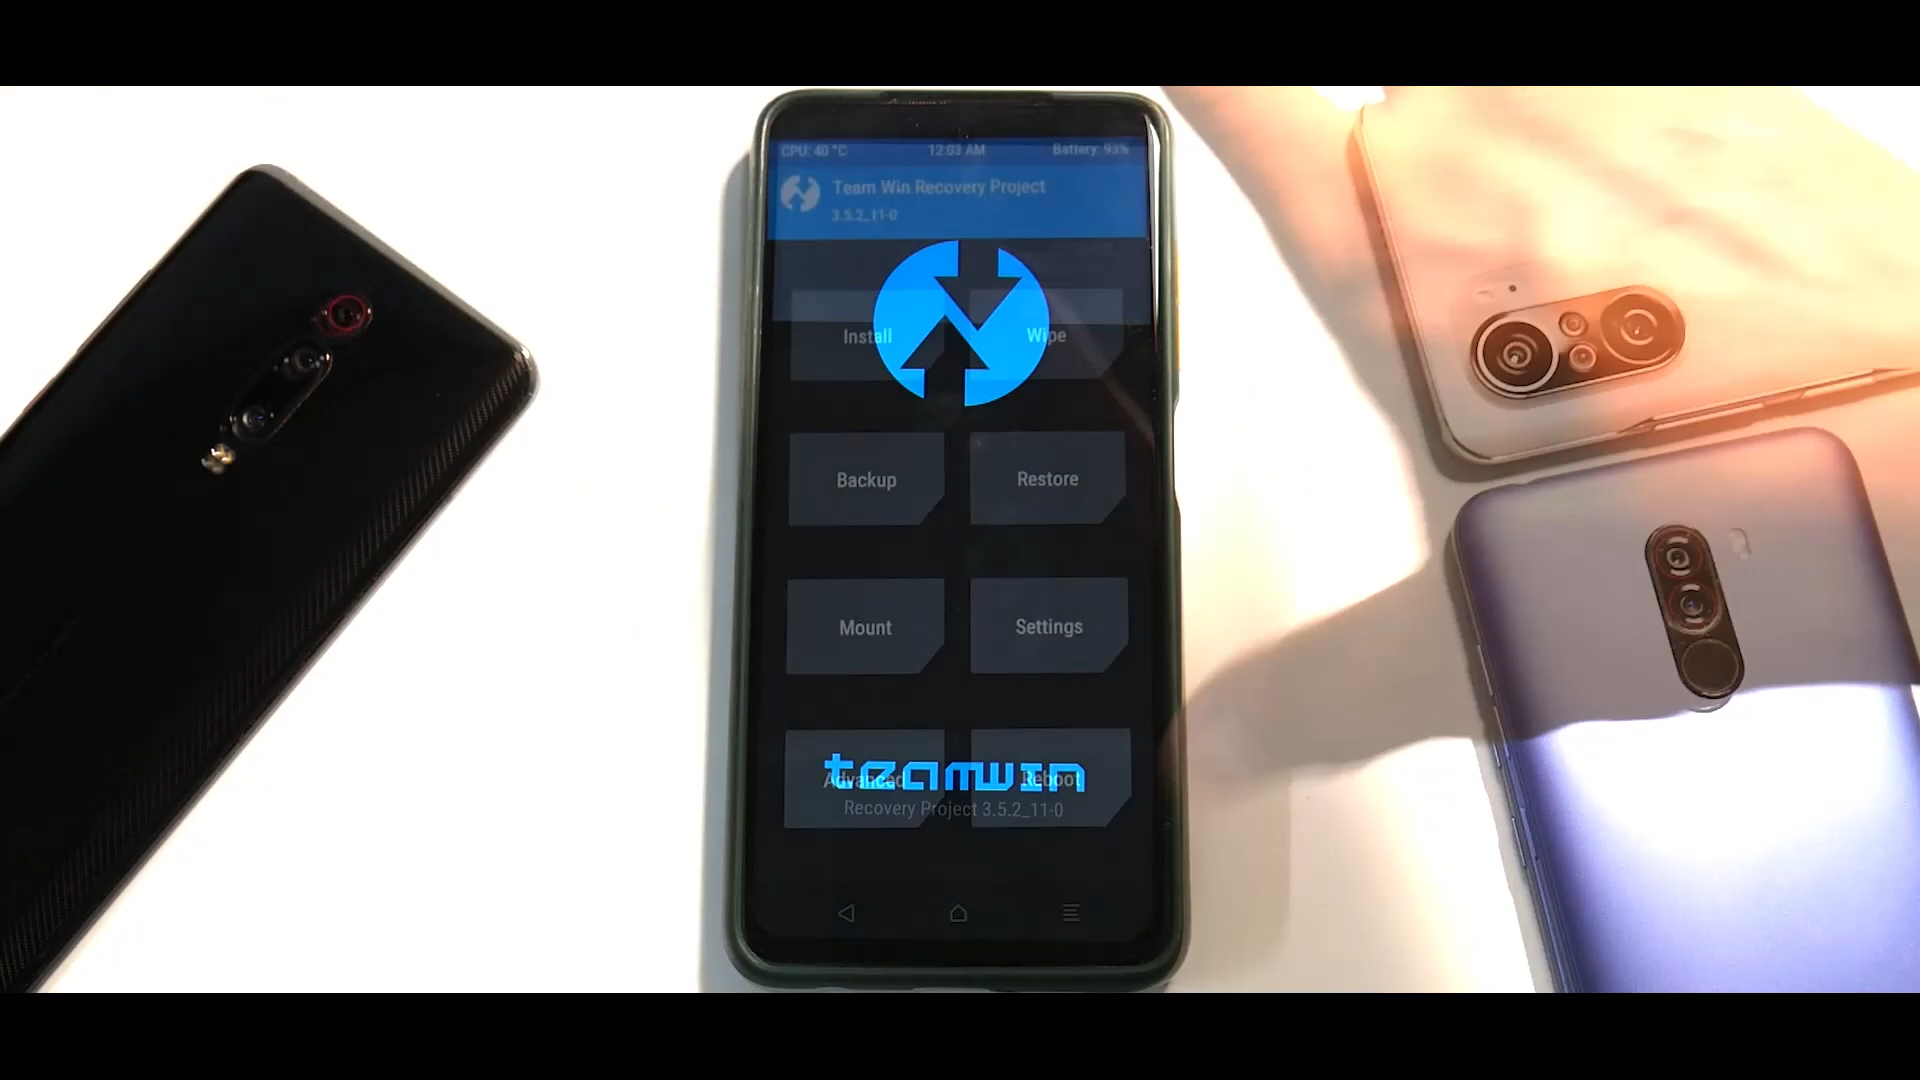 CPU: 40 °C 12:03 AM Battery: 93%
Team Win Recovery Project
3.5.2_11-0
Install Wipe
Backup Restore
Mount Settings
Advanced Reboot
teamwin
Recovery Project 3.5.2_11-0